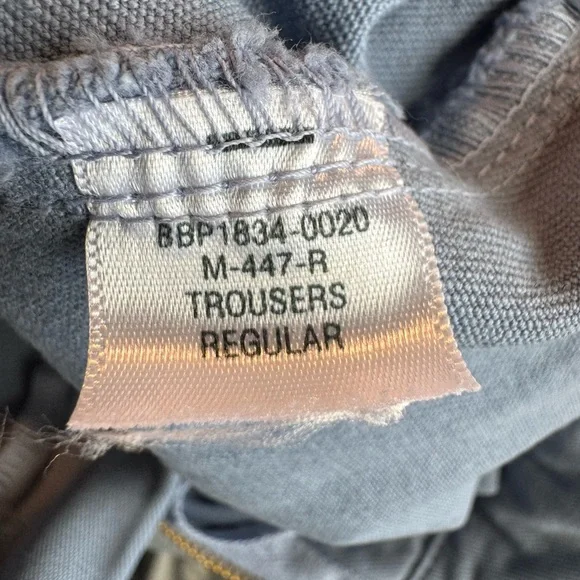 BBP1834-0020
M-447-R
TROUSERS
REGULAR